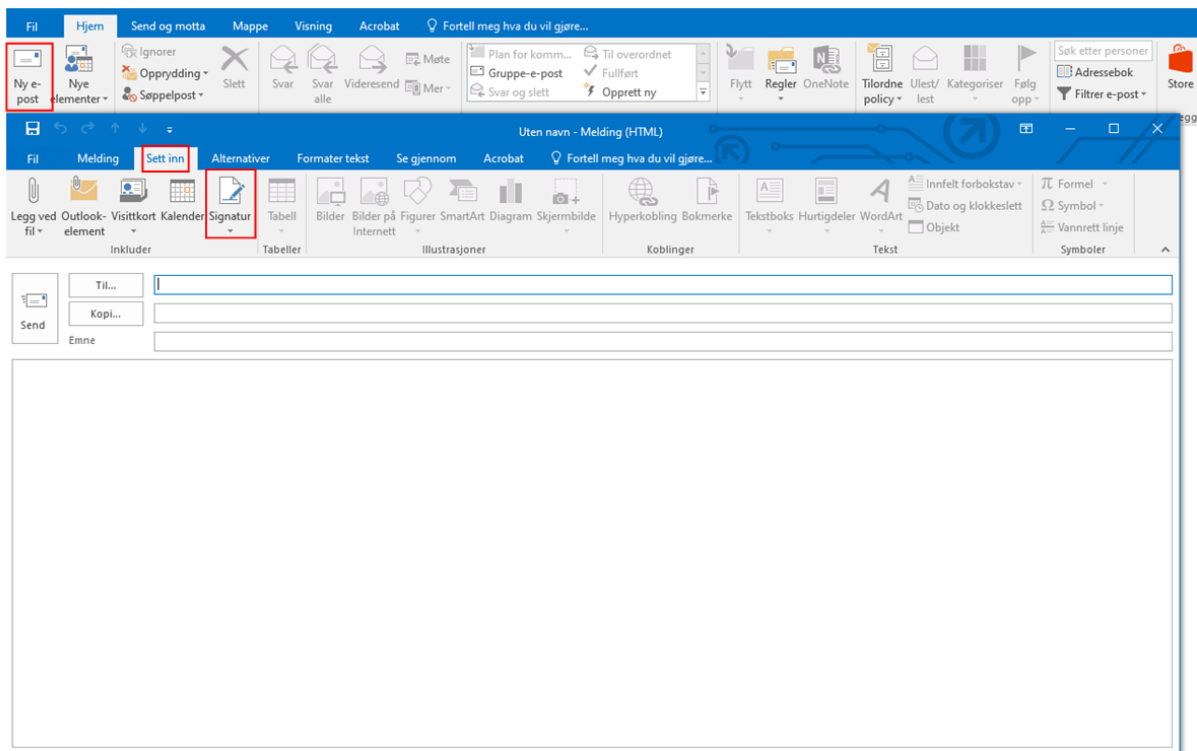 Fil Hjem Send og motta Mappe Visning Acrobat Fortell meg hva du vil gjøre...
Ny e-post
Nye elementer
Ignorer
Opprydding
Søppelpost
Slett
Svar
Svar alle
Videresend
Møte
Mer
Plan for komm...
Gruppe-e-post
Svar og slett
Til overordnet
Fullført
Opprett ny
Flytt
Regler
OneNote
Tilordne policy
Ulest/ lest
Kategoriser
Følg opp
Søk etter personer
Adressebok
Filtrer e-post
Store
egg
Uten navn - Melding (HTML)
Fil Melding Sett inn Alternativer Formater tekst Se gjennom Acrobat Fortell meg hva du vil gjøre...
Legg ved fil
Outlook-element
Visittkort
Kalender
Signatur
Inkluder
Tabell
Tabeller
Bilder
Bilder på Internett
Figurer
SmartArt
Diagram
Skjermbilde
Illustrasjoner
Hyperkobling
Bokmerke
Koblinger
Tekstboks
Hurtigdeler
WordArt
Innfelt forbokstav
Dato og klokkeslett
Objekt
Tekst
π Formel
Ω Symbol
Vannrett linje
Symboler
Send
Til...
Kopi...
Emne